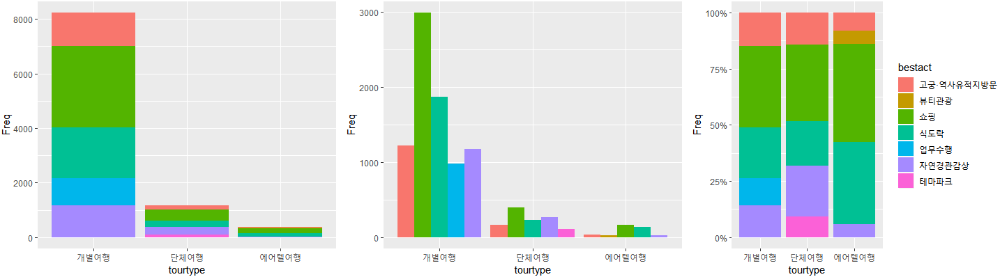 Freq
8000
6000
4000
2000
0
개별여행
단체여행
에어텔여행
tourtype
Freq
3000
2000
1000
0
개별여행
단체여행
에어텔여행
tourtype
Freq
100%
75%
50%
25%
0%
개별여행
단체여행
에어텔여행
tourtype
bestact
고궁·역사유적지방문
뷰티관광
쇼핑
식도락
업무수행
자연경관감상
테마파크